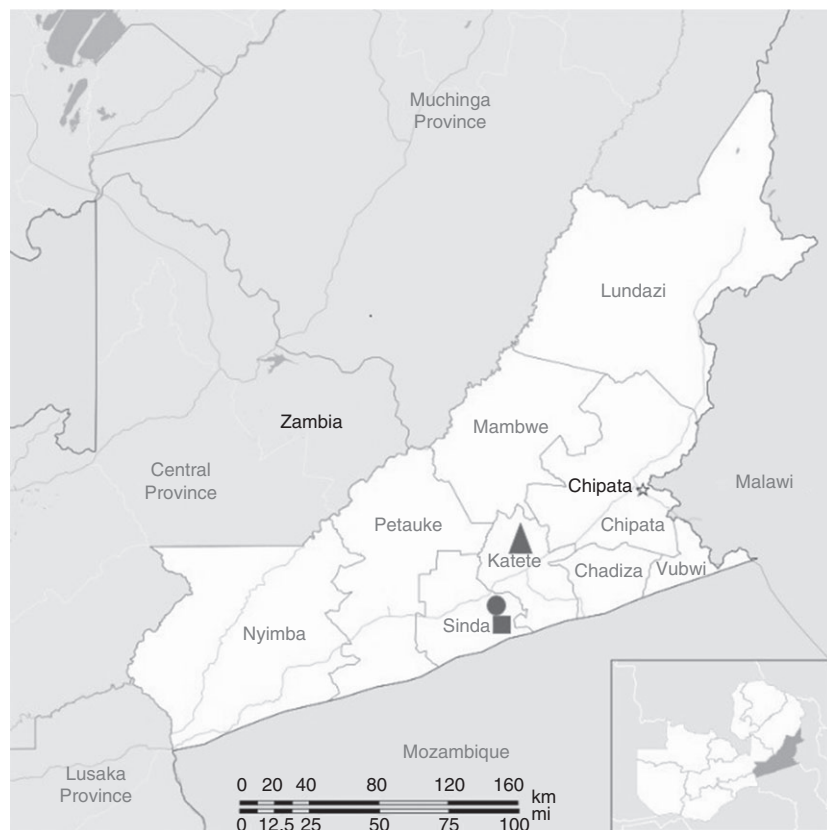 Muchinga
Province
Lundazi
Zambia
Mambwe
Central
Province
Chipata
Malawi
Petauke
Chipata
Katete
Chadiza
Vubwi
Nyimba
Sinda
Mozambique
Lusaka
Province
0 20 40 80 120 160
km
mi
0 12.5 25 50 75 100